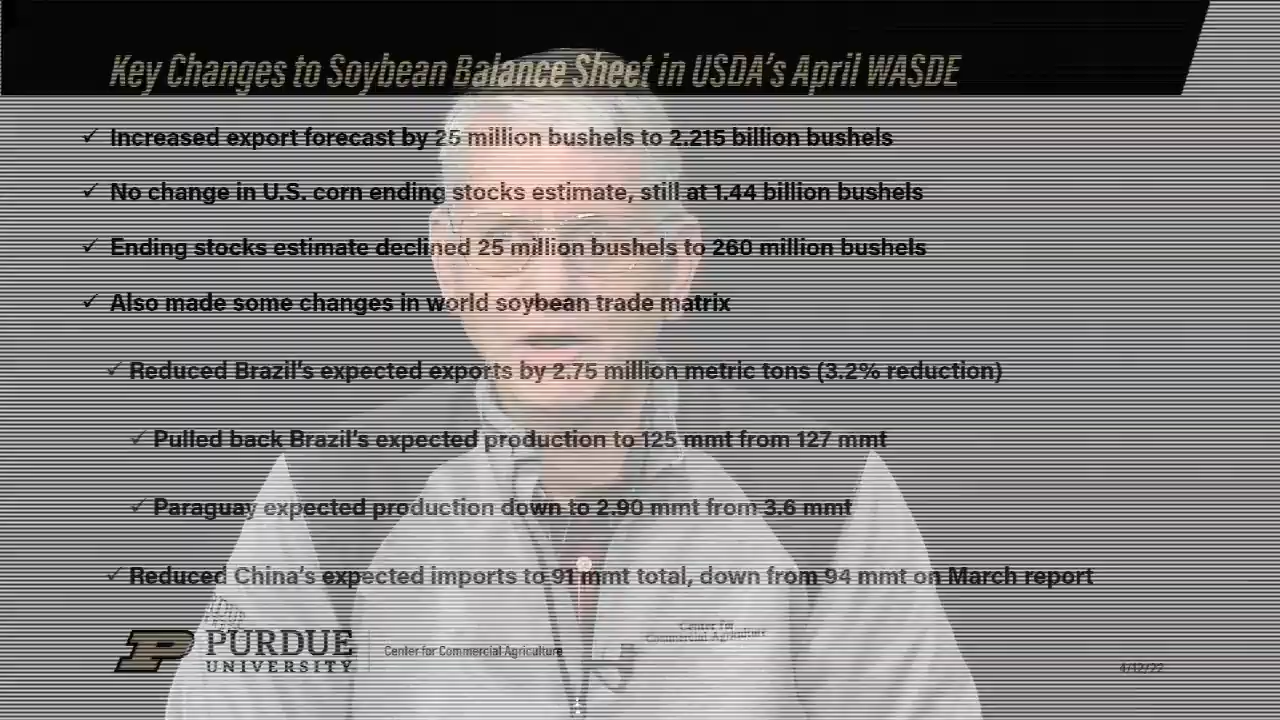 Key Changes to Soybean Balance Sheet in USDA's April WASDE
✓ Increased export forecast by 25 million bushels to 2.215 billion bushels
✓ No change in U.S. corn ending stocks estimate, still at 1.44 billion bushels
✓ Ending stocks estimate declined 25 million bushels to 260 million bushels
✓ Also made some changes in world soybean trade matrix
✓ Reduced Brazil's expected exports by 2.75 million metric tons (3.2% reduction)
✓ Pulled back Brazil's expected production to 125 mmt from 127 mmt
✓ Paraguay expected production down to 2.90 mmt from 3.6 mmt
✓ Reduced China's expected imports to 91 mmt total, down from 94 mmt on March report
Center for
Commercial Agriculture
P PURDUE
UNIVERSITY
Center for Commercial Agriculture
4/12/22